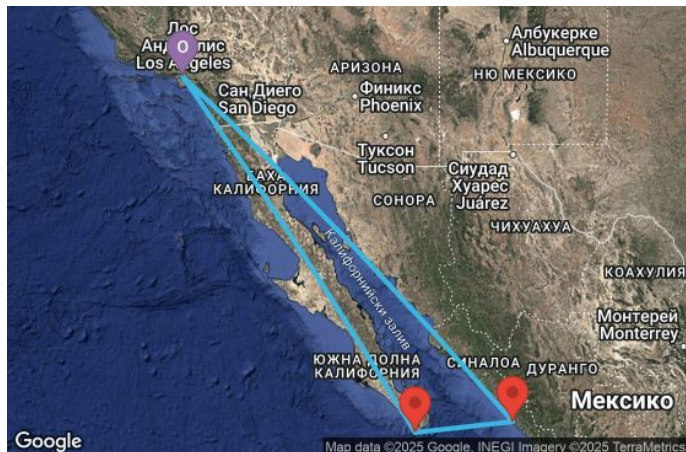 Лос
Анджелис
Los Angeles
O
Албукерке
Albuquerque
АРИЗОНА
НЮ МЕКСИКО
Сан Диего
San Diego
Финикс
Phoenix
Туксон
Tucson
Сиудад
Хуарес
Juárez
БАХА
КАЛИФОРНИЯ
СОНОРА
ЧИХУАХУА
Калифорнийски залив
КОАХУИЛА
Монтерей
Monterrey
ЮЖНА ДОЛНА
КАЛИФОРНИЯ
СИНАЛОА
ДУРАНГО
Мексико
Google
Map data ©2025 Google, INEGI Imagery ©2025 TerraMetrics